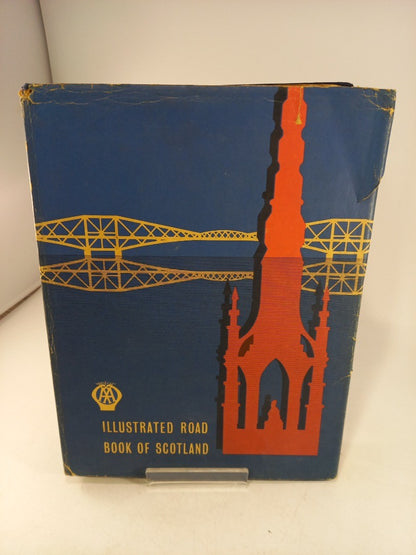 AA
ILLUSTRATED ROAD
BOOK OF SCOTLAND